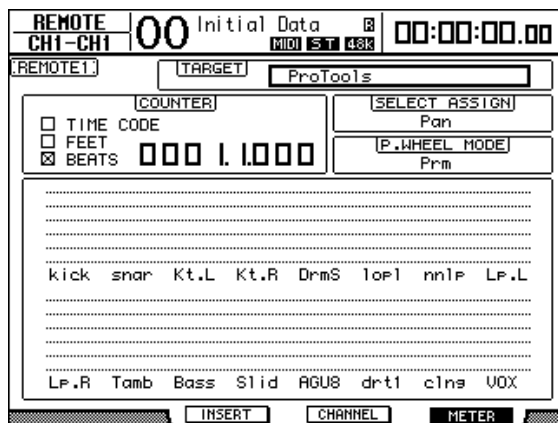 REMOTE
CH1-CH1
00 Initial Data R
MIDI ST 48K
00:00:00.00
REMOTE1
TARGET
ProTools
COUNTER
TIME CODE
FEET
BEATS
000 1.1.000
SELECT ASSIGN
Pan
P.WHEEL MODE
Prm
kick snar Kt.L Kt.R DrmS lop1 nnlp Lp.L
Lp.R Tamb Bass Slid AGU8 drt1 clng VOX
INSERT CHANNEL METER